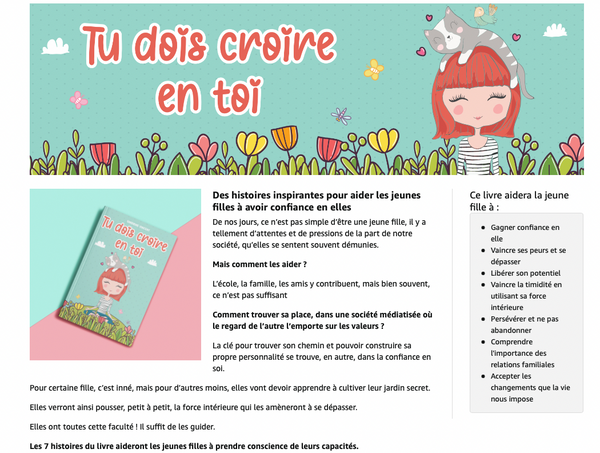 Tu dois croire
en toi
Tu dois croire
en toi
Des histoires inspirantes pour aider les jeunes
filles à avoir confiance en elles
De nos jours, ce n'est pas simple d'être une jeune fille, il y a
tellement d'attentes et de pressions de la part de notre
société, qu'elles se sentent souvent démunies.
Mais comment les aider ?
L'école, la famille, les amis y contribuent, mais bien souvent,
ce n'est pas suffisant
Comment trouver sa place, dans une société médiatisée où
le regard de l'autre l'emporte sur les valeurs ?
La clé pour trouver son chemin et pouvoir construire sa
propre personnalité se trouve, en autre, dans la confiance en
soi.
Pour certaine fille, c'est inné, mais pour d'autres moins, elles vont devoir apprendre à cultiver leur jardin secret.
Elles verront ainsi pousser, petit à petit, la force intérieure qui les amèneront à se dépasser.
Elles ont toutes cette faculté ! Il suffit de les guider.
Les 7 histoires du livre aideront les jeunes filles à prendre conscience de leurs capacités.
Ce livre aidera la jeune
fille à :
Gagner confiance en
elle
Vaincre ses peurs et se
dépasser
Libérer son potentiel
Vaincre la timidité en
utilisant sa force
intérieure
Persévérer et ne pas
abandonner
Comprendre
l'importance des
relations familiales
Accepter les
changements que la vie
nous impose